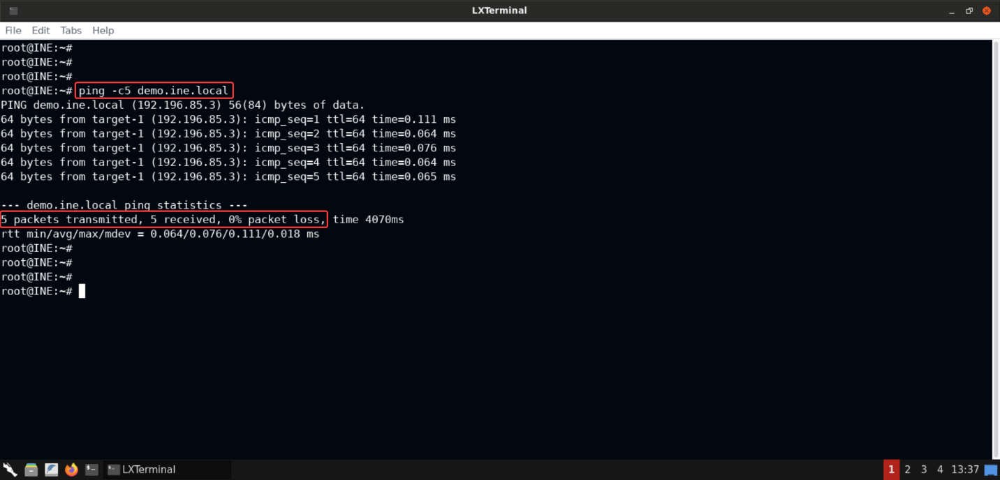 LXTerminal
File Edit Tabs Help
root@INE:~#
root@INE:~#
root@INE:~#
root@INE:~# ping -c5 demo.ine.local
PING demo.ine.local (192.196.85.3) 56(84) bytes of data.
64 bytes from target-1 (192.196.85.3): icmp_seq=1 ttl=64 time=0.111 ms
64 bytes from target-1 (192.196.85.3): icmp_seq=2 ttl=64 time=0.064 ms
64 bytes from target-1 (192.196.85.3): icmp_seq=3 ttl=64 time=0.076 ms
64 bytes from target-1 (192.196.85.3): icmp_seq=4 ttl=64 time=0.064 ms
64 bytes from target-1 (192.196.85.3): icmp_seq=5 ttl=64 time=0.065 ms
--- demo.ine.local ping statistics ---
5 packets transmitted, 5 received, 0% packet loss, time 4070ms
rtt min/avg/max/mdev = 0.064/0.076/0.111/0.018 ms
root@INE:~#
root@INE:~#
root@INE:~#
root@INE:~#
LXTerminal 1 2 3 4 13:37